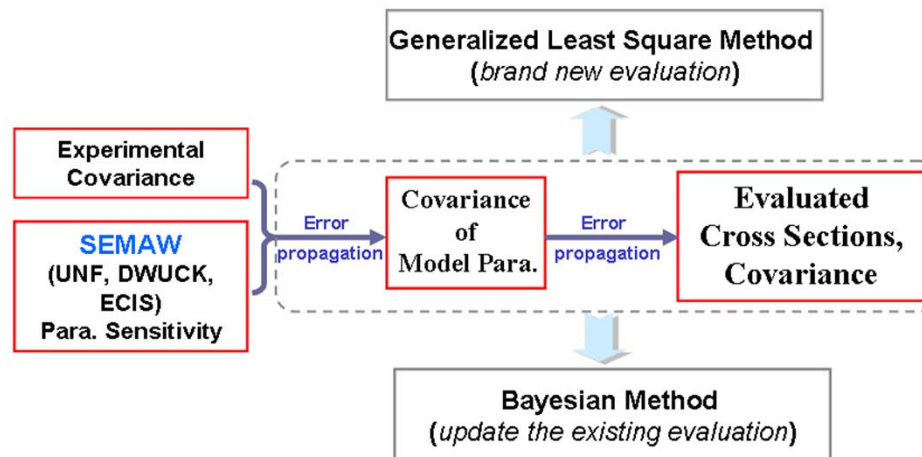 Generalized Least Square Method
(brand new evaluation)
Experimental
Covariance
SEMAW
(UNF, DWUCK,
ECIS)
Para. Sensitivity
Error
propagation
Covariance
of
Model Para.
Error
propagation
Evaluated
Cross Sections,
Covariance
Bayesian Method
(update the existing evaluation)